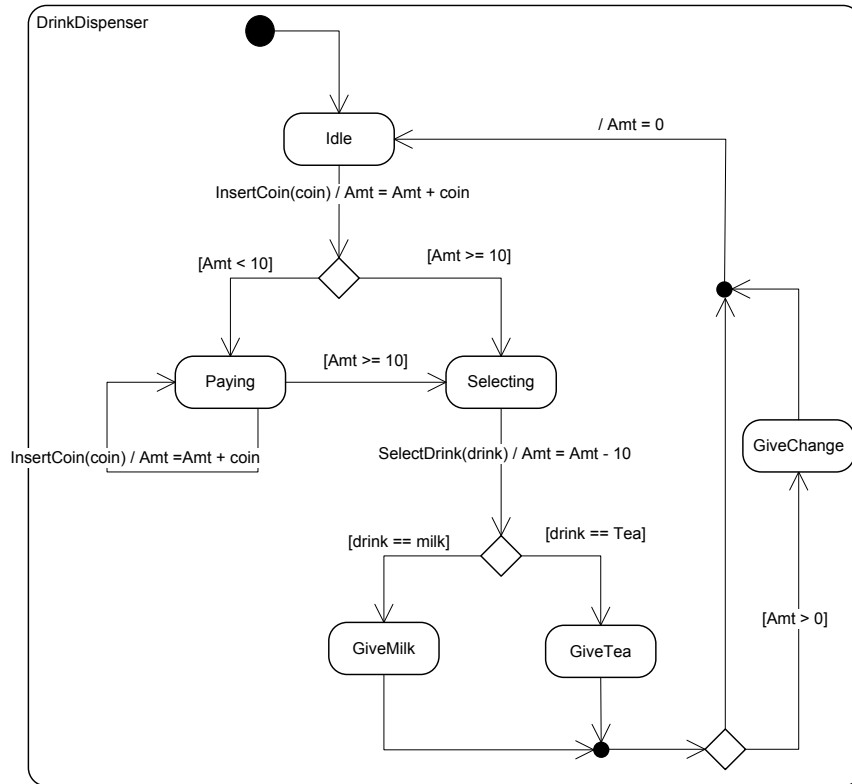 DrinkDispenser
Idle
/ Amt = 0
InsertCoin(coin) / Amt = Amt + coin
[Amt < 10]
[Amt >= 10]
Paying
[Amt >= 10]
Selecting
InsertCoin(coin) / Amt =Amt + coin
SelectDrink(drink) / Amt = Amt - 10
GiveChange
[drink == milk]
[drink == Tea]
[Amt > 0]
GiveMilk
GiveTea